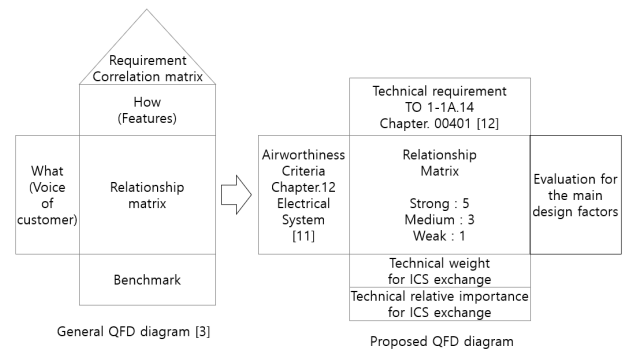 Requirement
Correlation matrix
How
(Features)
What
(Voice
of
customer)
Relationship
matrix
Benchmark
General QFD diagram [3]
Technical requirement
TO 1-1A.14
Chapter. 00401 [12]
Airworthiness
Criteria
Chapter.12
Electrical
System
[11]
Relationship
Matrix
Strong : 5
Medium : 3
Weak : 1
Evaluation for
the main
design factors
Technical weight
for ICS exchange
Technical relative importance
for ICS exchange
Proposed QFD diagram